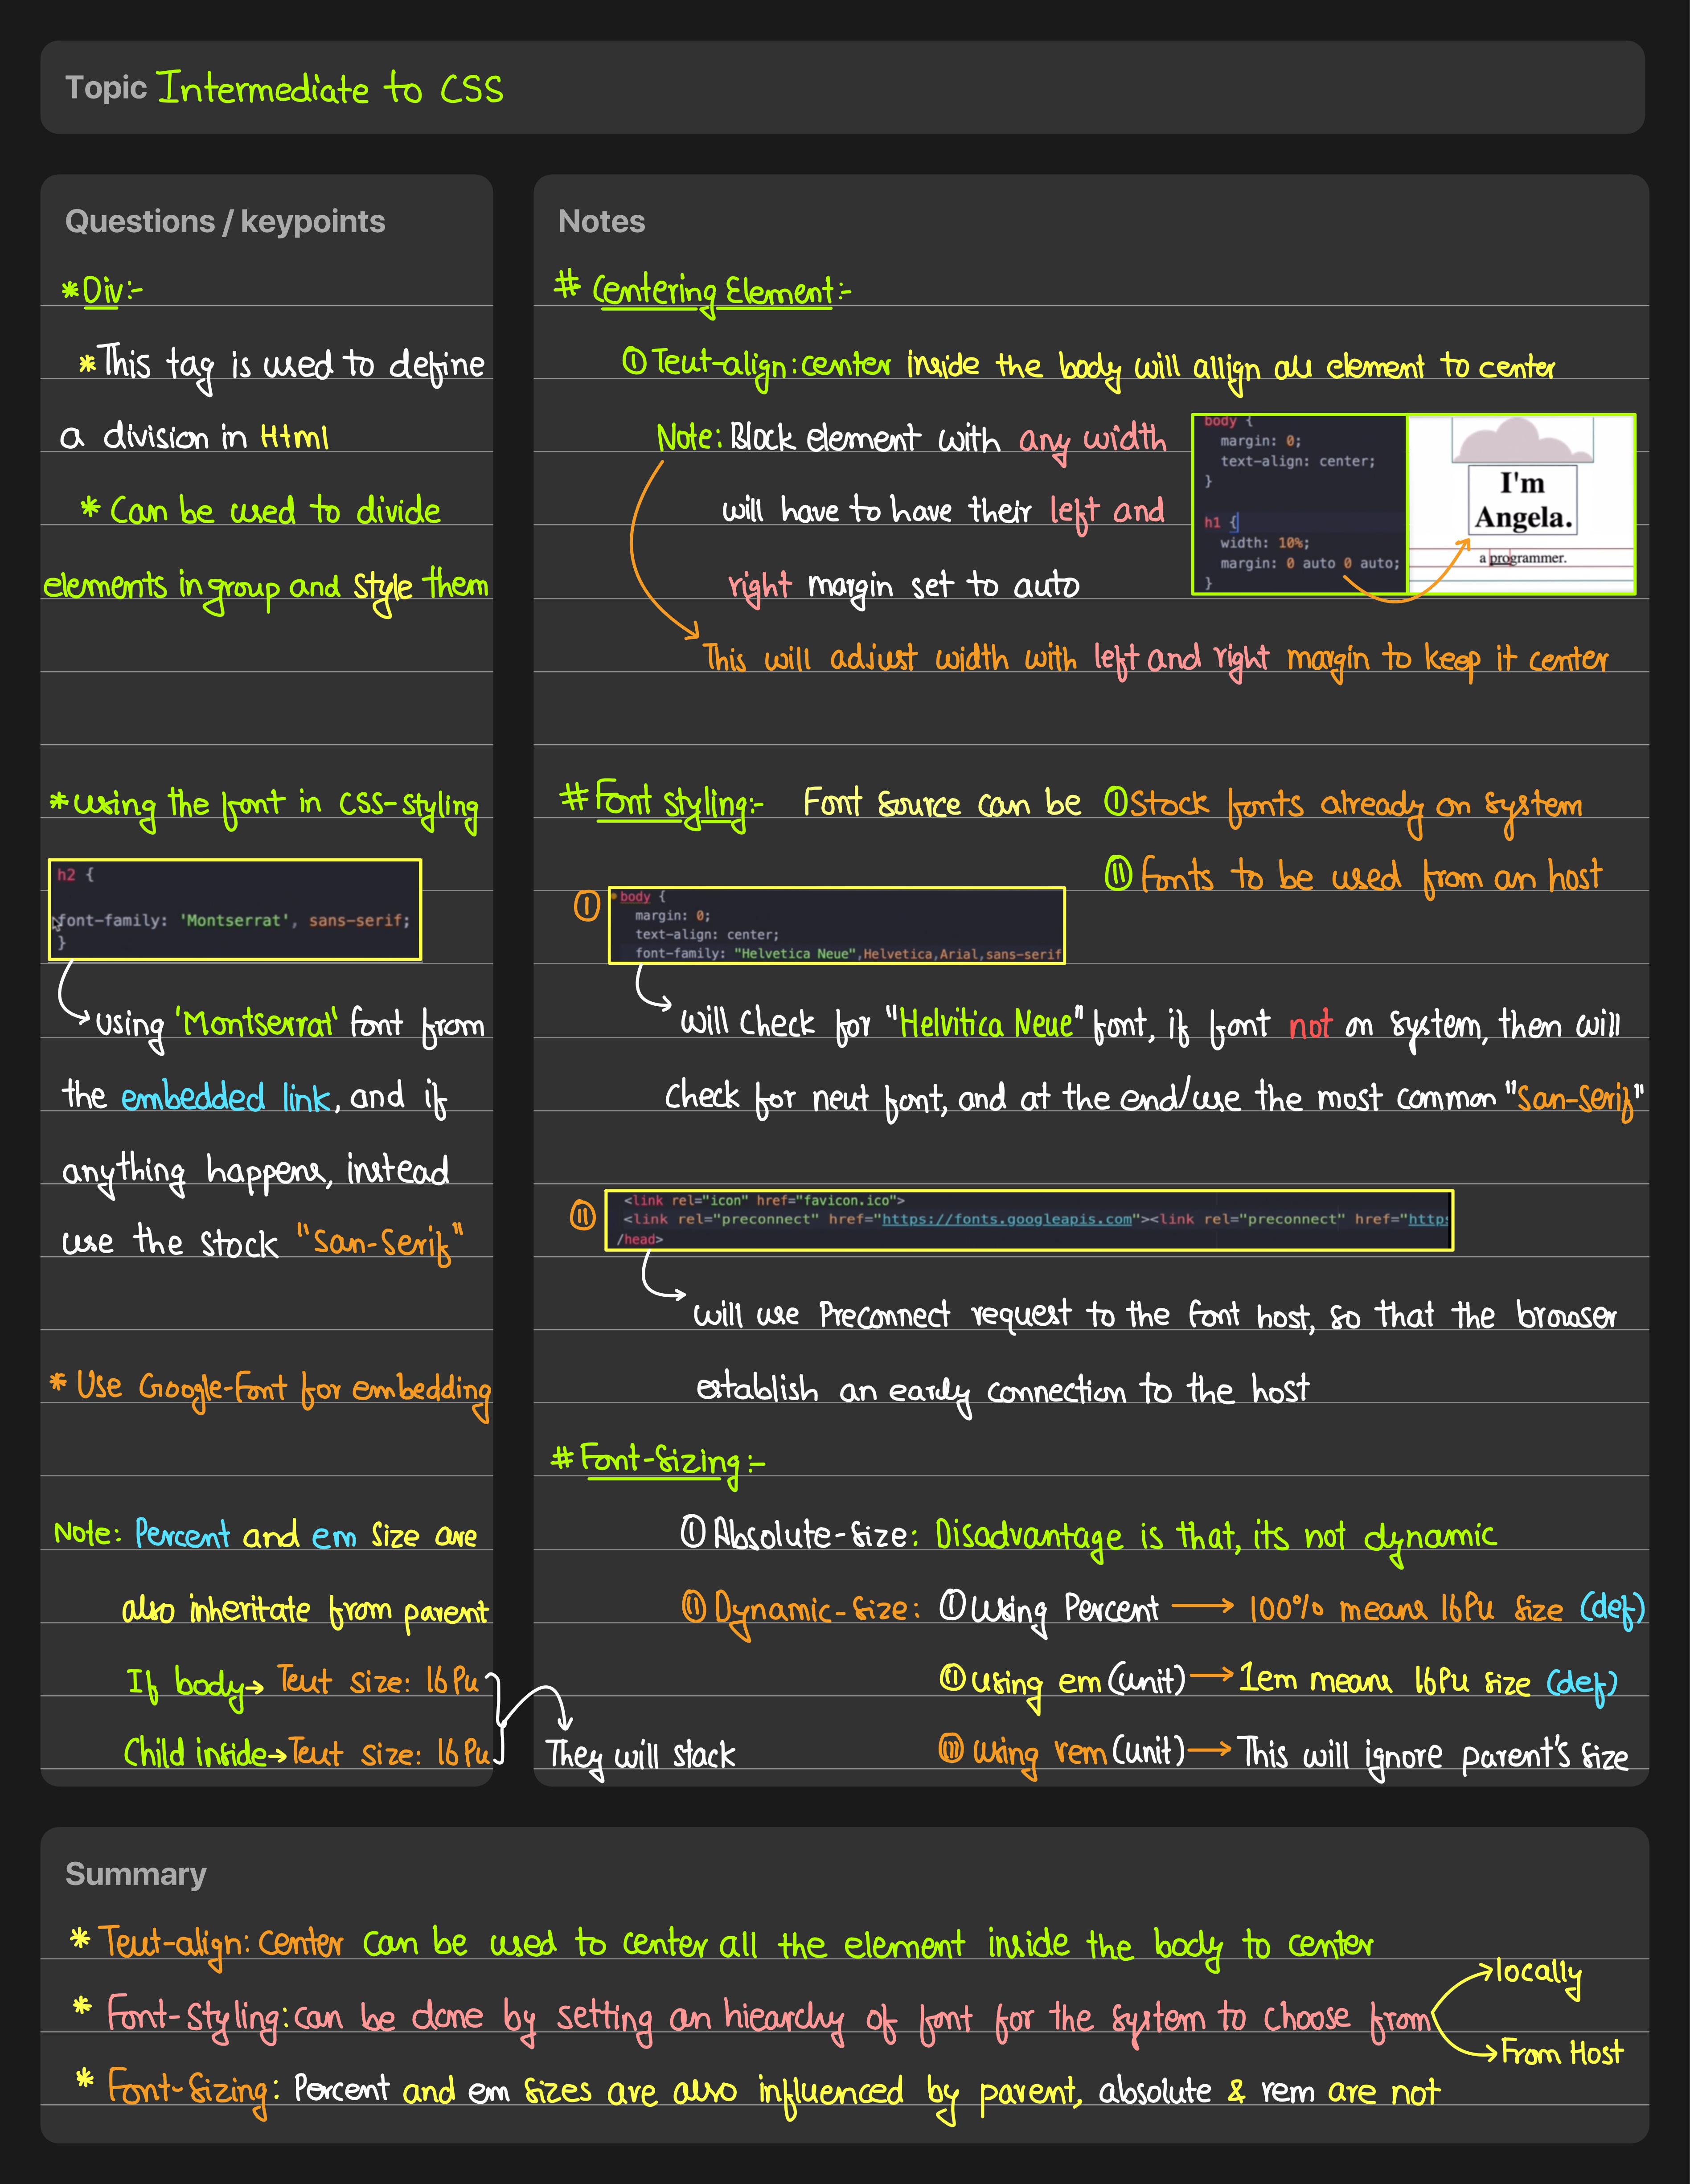 Topic Intermediate to CSS
Questions / keypoints
* Div:-
* This tag is used to define
a division in Html
* Can be used to divide
elements in group and Style them
* using the font in CSS-Styling
h2 {
font-family: 'Montserrat', sans-serif;
}
using 'Montserrat' font from
the embedded link, and if
anything happens, instead
use the stock "San-Serif"
* Use Google-Font for embedding
Note: Percent and em Size are
also inheritate from parent
If body → Text size: 16Px
Child inside → Text size: 16Px
They will stack
Notes
# Centering Element:-
① Text-align: center inside the body will allign all element to center
Note: Block element with any width
will have to have their left and
right margin set to auto
This will adjust width with left and right margin to keep it center
body {
margin: 0;
text-align: center;
}
h1 {
width: 10%;
margin: 0 auto 0 auto;
}
I'm
Angela.
a programmer.
# Font Styling:- Font Source can be ① Stock fonts already on system
② Fonts to be used from an host
①
body {
margin: 0;
text-align: center;
font-family: "Helvetica Neue",Helvetica,Arial,sans-serif
will check for "Helvitica Neue" font, if font not on system, then will
check for next font, and at the end/use the most common "San-Serif"
②
<link rel="icon" href="favicon.ico">
<link rel="preconnect" href="https://fonts.googleapis.com"><link rel="preconnect" href="https:
/head>
will use Preconnect request to the font host, so that the browser
establish an early connection to the host
# Font-Sizing:-
① Absolute-Size: Disadvantage is that, its not dynamic
② Dynamic-Size: ① Using Percent → 100% means 16Px Size (def)
② using em (unit) → 1em means 16Px size (def)
③ Using rem (unit) → This will ignore parent's size
Summary
* Text-align: Center can be used to center all the element inside the body to center
* Font-Styling: can be done by setting an hiearchy of font for the system to choose from
locally
From Host
* Font-Sizing: Percent and em sizes are also influenced by parent, absolute & rem are not